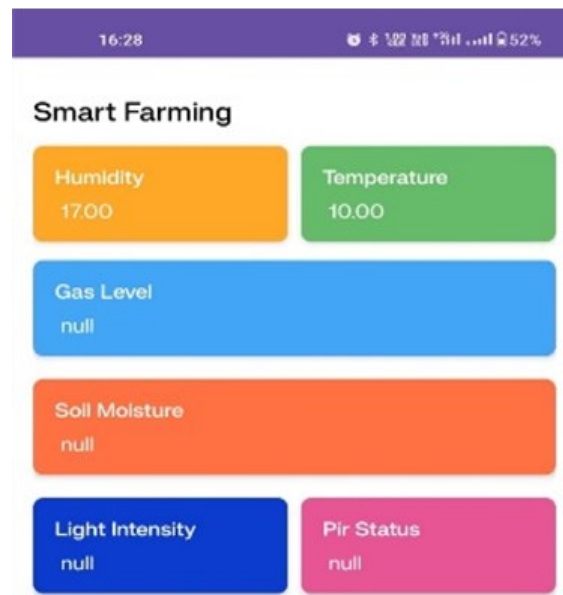 16:28 52%
Smart Farming
Humidity Temperature
17.00 10.00
Gas Level
null
Soil Moisture
null
Light Intensity Pir Status
null null